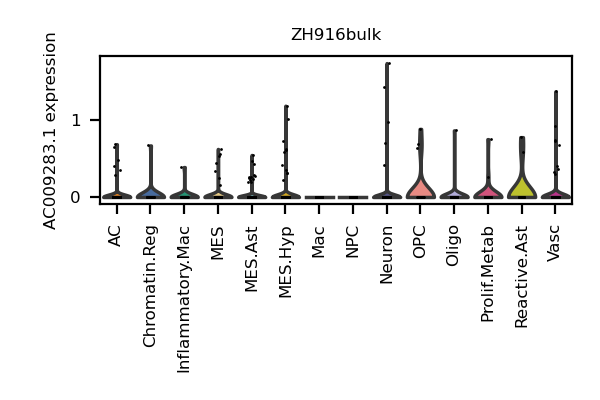 ZH916bulk
AC009283.1 expression
1
0
AC
Chromatin.Reg
Inflammatory.Mac
MES
MES.Ast
MES.Hyp
Mac
NPC
Neuron
OPC
Oligo
Prolif.Metab
Reactive.Ast
Vasc